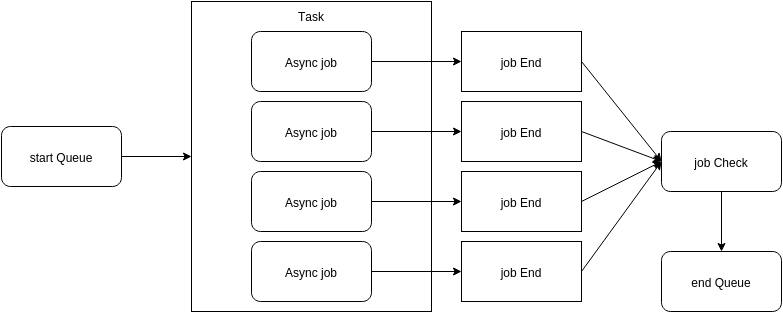 Task
Async job
job End
Async job
job End
start Queue
job Check
Async job
job End
Async job
job End
end Queue